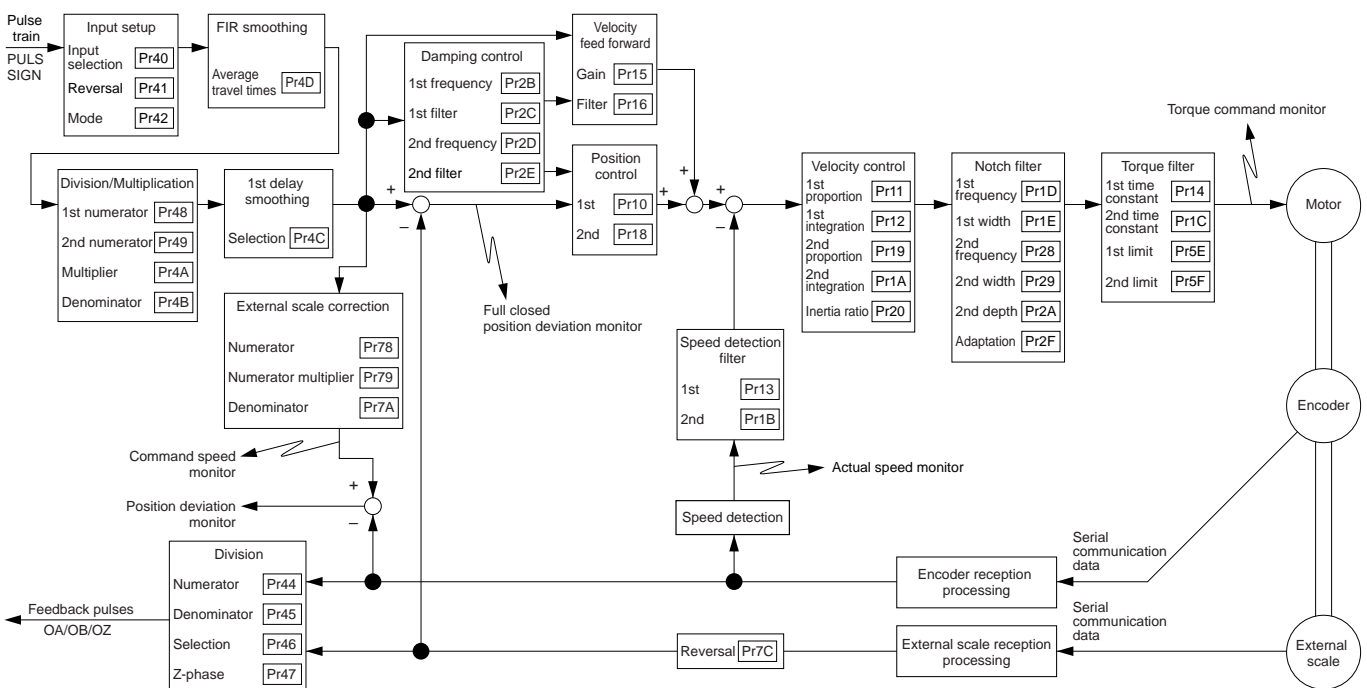 Pulse
train
PULS
SIGN
Input setup
Input
selection
Pr40
Reversal
Pr41
Mode
Pr42
FIR smoothing
Average
travel times
Pr4D
Division/Multiplication
1st numerator
Pr48
2nd numerator
Pr49
Multiplier
Pr4A
Denominator
Pr4B
1st delay
smoothing
Selection
Pr4C
Damping control
1st frequency
Pr2B
1st filter
Pr2C
2nd frequency
Pr2D
2nd filter
Pr2E
Velocity
feed forward
Gain
Pr15
Filter
Pr16
Position
control
1st
Pr10
2nd
Pr18
+
−
+
+
+
−
Velocity control
1st
proportion
Pr11
1st
integration
Pr12
2nd
proportion
Pr19
2nd
integration
Pr1A
Inertia ratio
Pr20
Notch filter
1st
frequency
Pr1D
1st width
Pr1E
2nd
frequency
Pr28
2nd width
Pr29
2nd depth
Pr2A
Adaptation
Pr2F
Torque filter
1st time
constant
Pr14
2nd time
constant
Pr1C
1st limit
Pr5E
2nd limit
Pr5F
Torque command monitor
Motor
External scale correction
Numerator
Pr78
Numerator multiplier
Pr79
Denominator
Pr7A
Full closed
position deviation monitor
Speed detection
filter
1st
Pr13
2nd
Pr1B
Encoder
Command speed
monitor
Actual speed monitor
+
−
Position deviation
monitor
Speed detection
Division
Numerator
Pr44
Denominator
Pr45
Selection
Pr46
Z-phase
Pr47
Feedback pulses
OA/OB/OZ
Encoder reception
processing
Serial
communication
data
Reversal
Pr7C
External scale reception
processing
Serial
communication
data
External
scale